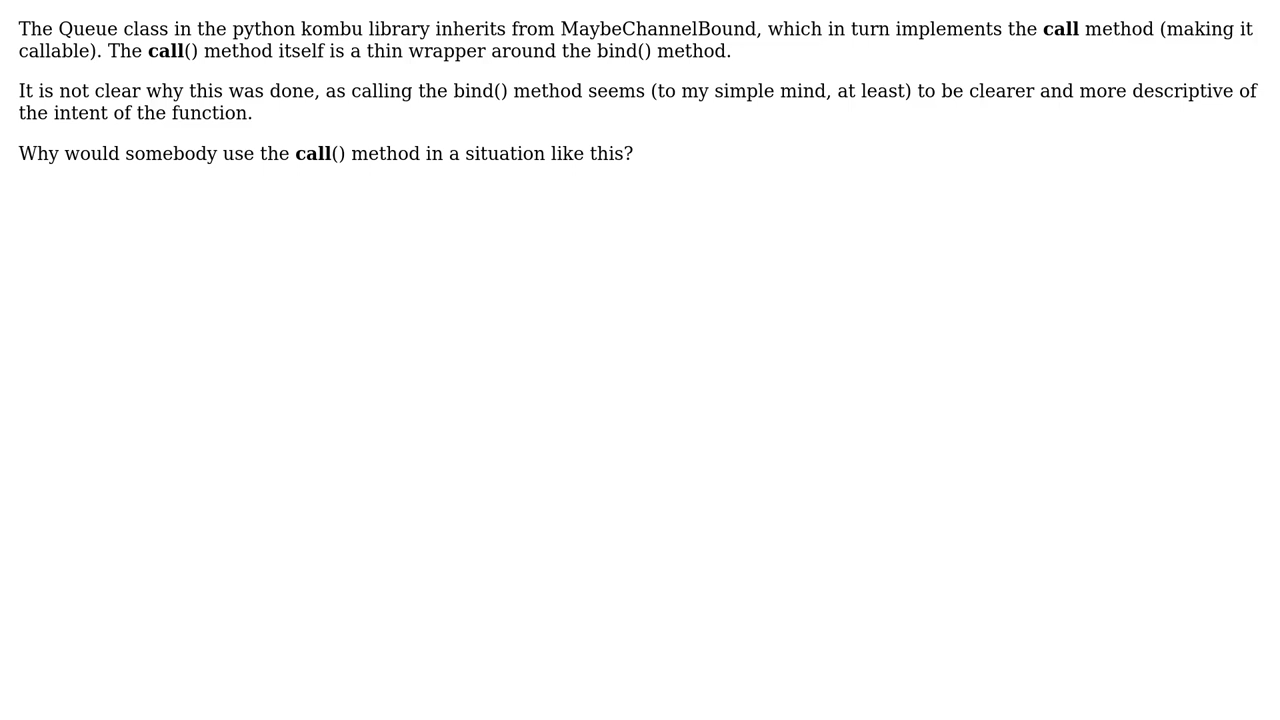 The Queue class in the python kombu library inherits from MaybeChannelBound, which in turn implements the call method (making it
callable). The call() method itself is a thin wrapper around the bind() method.
It is not clear why this was done, as calling the bind() method seems (to my simple mind, at least) to be clearer and more descriptive of
the intent of the function.
Why would somebody use the call() method in a situation like this?